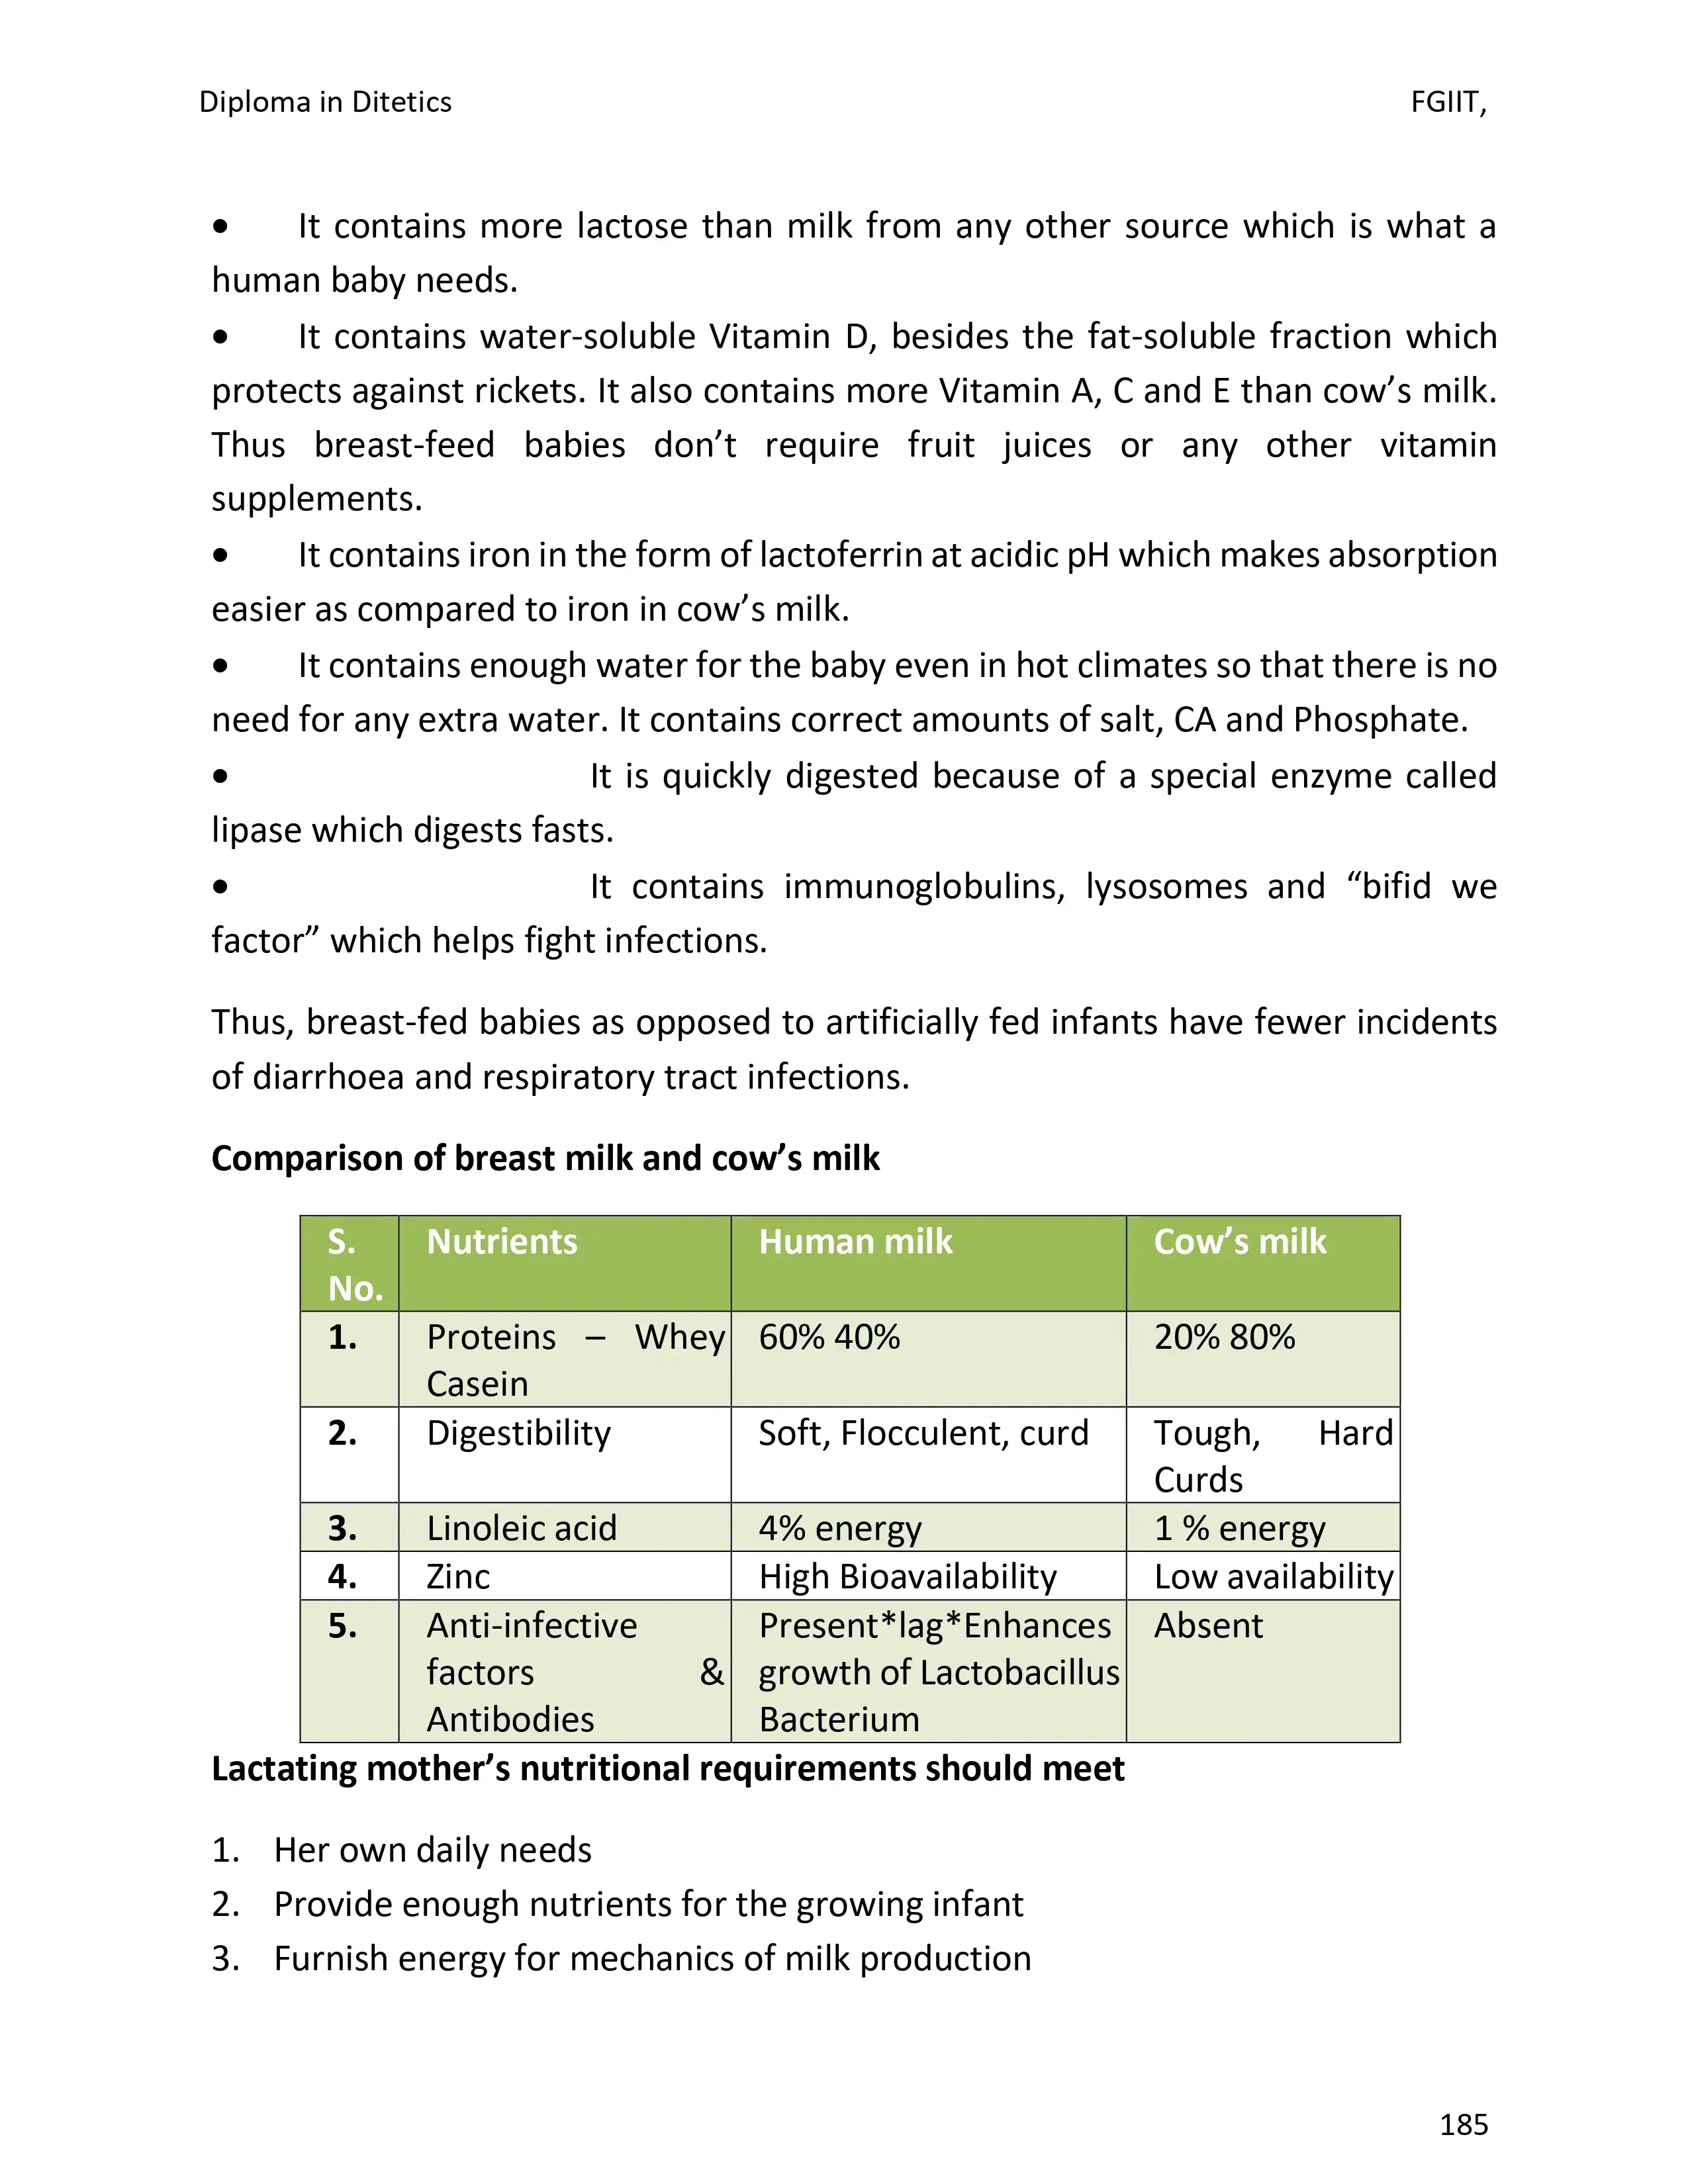 Diploma in Ditetics FGIIT,
• It contains more lactose than milk from any other source which is what a
human baby needs.
• It contains water-soluble Vitamin D, besides the fat-soluble fraction which
protects against rickets. It also contains more Vitamin A, C and E than cow’s milk.
Thus breast-feed babies don’t require fruit juices or any other vitamin
supplements.
• It contains iron in the form of lactoferrin at acidic pH which makes absorption
easier as compared to iron in cow’s milk.
• It contains enough water for the baby even in hot climates so that there is no
need for any extra water. It contains correct amounts of salt, CA and Phosphate.
• It is quickly digested because of a special enzyme called
lipase which digests fasts.
• It contains immunoglobulins, lysosomes and “bifid we
factor” which helps fight infections.
Thus, breast-fed babies as opposed to artificially fed infants have fewer incidents
of diarrhoea and respiratory tract infections.
Comparison of breast milk and cow’s milk
S. Nutrients Human milk Cow’s milk
No.
1. Proteins – Whey 60% 40% 20% 80%
Casein
2. Digestibility Soft, Flocculent, curd Tough, Hard
Curds
3. Linoleic acid 4% energy 1 % energy
4. Zinc High Bioavailability Low availability
5. Anti-infective Present*lag*Enhances Absent
factors & growth of Lactobacillus
Antibodies Bacterium
Lactating mother’s nutritional requirements should meet
1. Her own daily needs
2. Provide enough nutrients for the growing infant
3. Furnish energy for mechanics of milk production
185